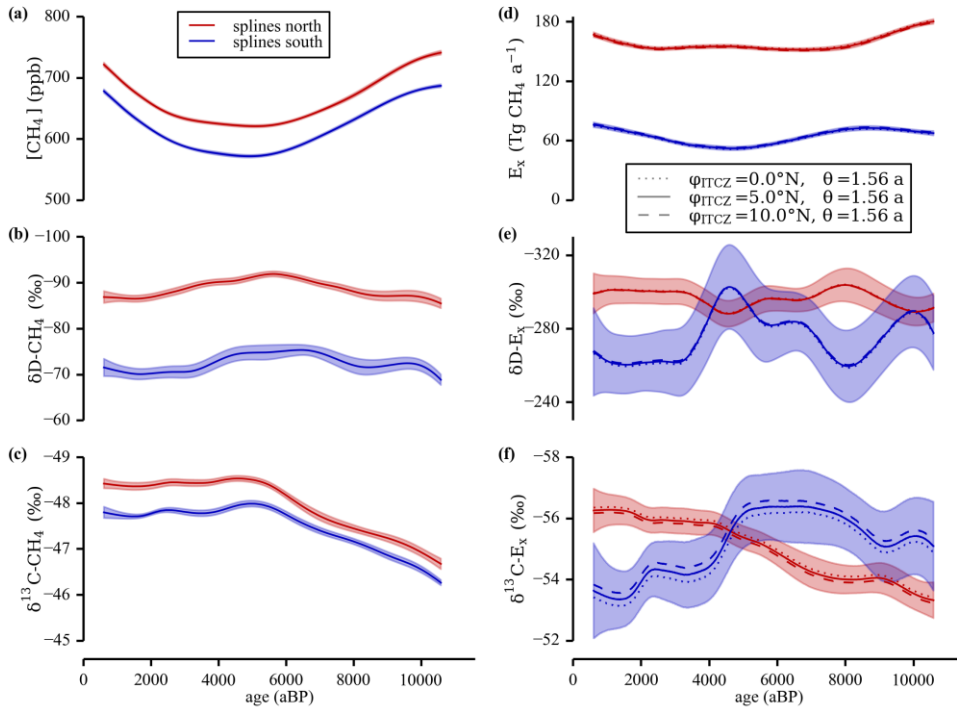 (a)
800
700
600
500
[CH₄] (ppb)
splines north
splines south
(b)
−100
−90
−80
−70
−60
δD-CH₄ (‰)
(c)
−49
−48
−47
−46
−45
δ¹³C-CH₄ (‰)
0 2000 4000 6000 8000 10000
age (aBP)
(d)
180
120
60
0
Eₓ (Tg CH₄ a⁻¹)
φ_ITCZ=0.0°N, θ=1.56 a
φ_ITCZ=5.0°N, θ=1.56 a
φ_ITCZ=10.0°N, θ=1.56 a
(e)
−320
−280
−240
δD-Eₓ (‰)
(f)
−58
−56
−54
−52
δ¹³C-Eₓ (‰)
0 2000 4000 6000 8000 10000
age (aBP)